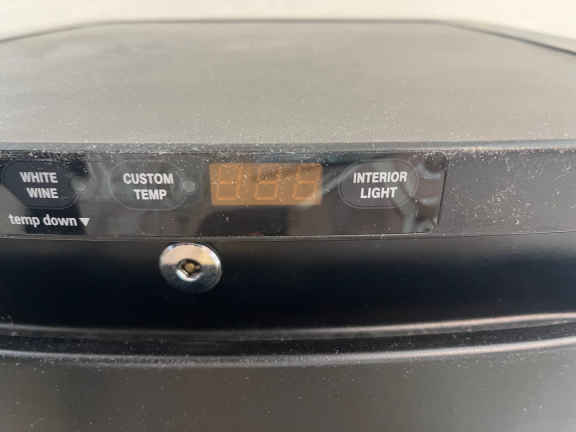 WHITE
WINE
temp down
CUSTOM
TEMP
INTERIOR
LIGHT